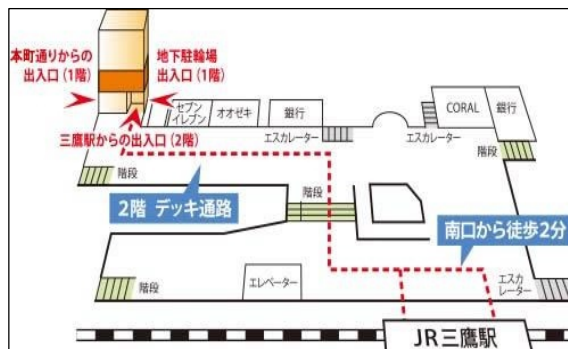 本町通りからの
出入口（1階）
地下駐輪場
出入口（1階）
セブン
イレブン
オオゼキ
銀行
CORAL
銀行
三鷹駅からの出入口（2階）
エスカレーター
エスカレーター
階段
階段
2階 デッキ通路
階段
南口から徒歩2分
階段
エレベーター
エスカ
レーター
JR三鷹駅